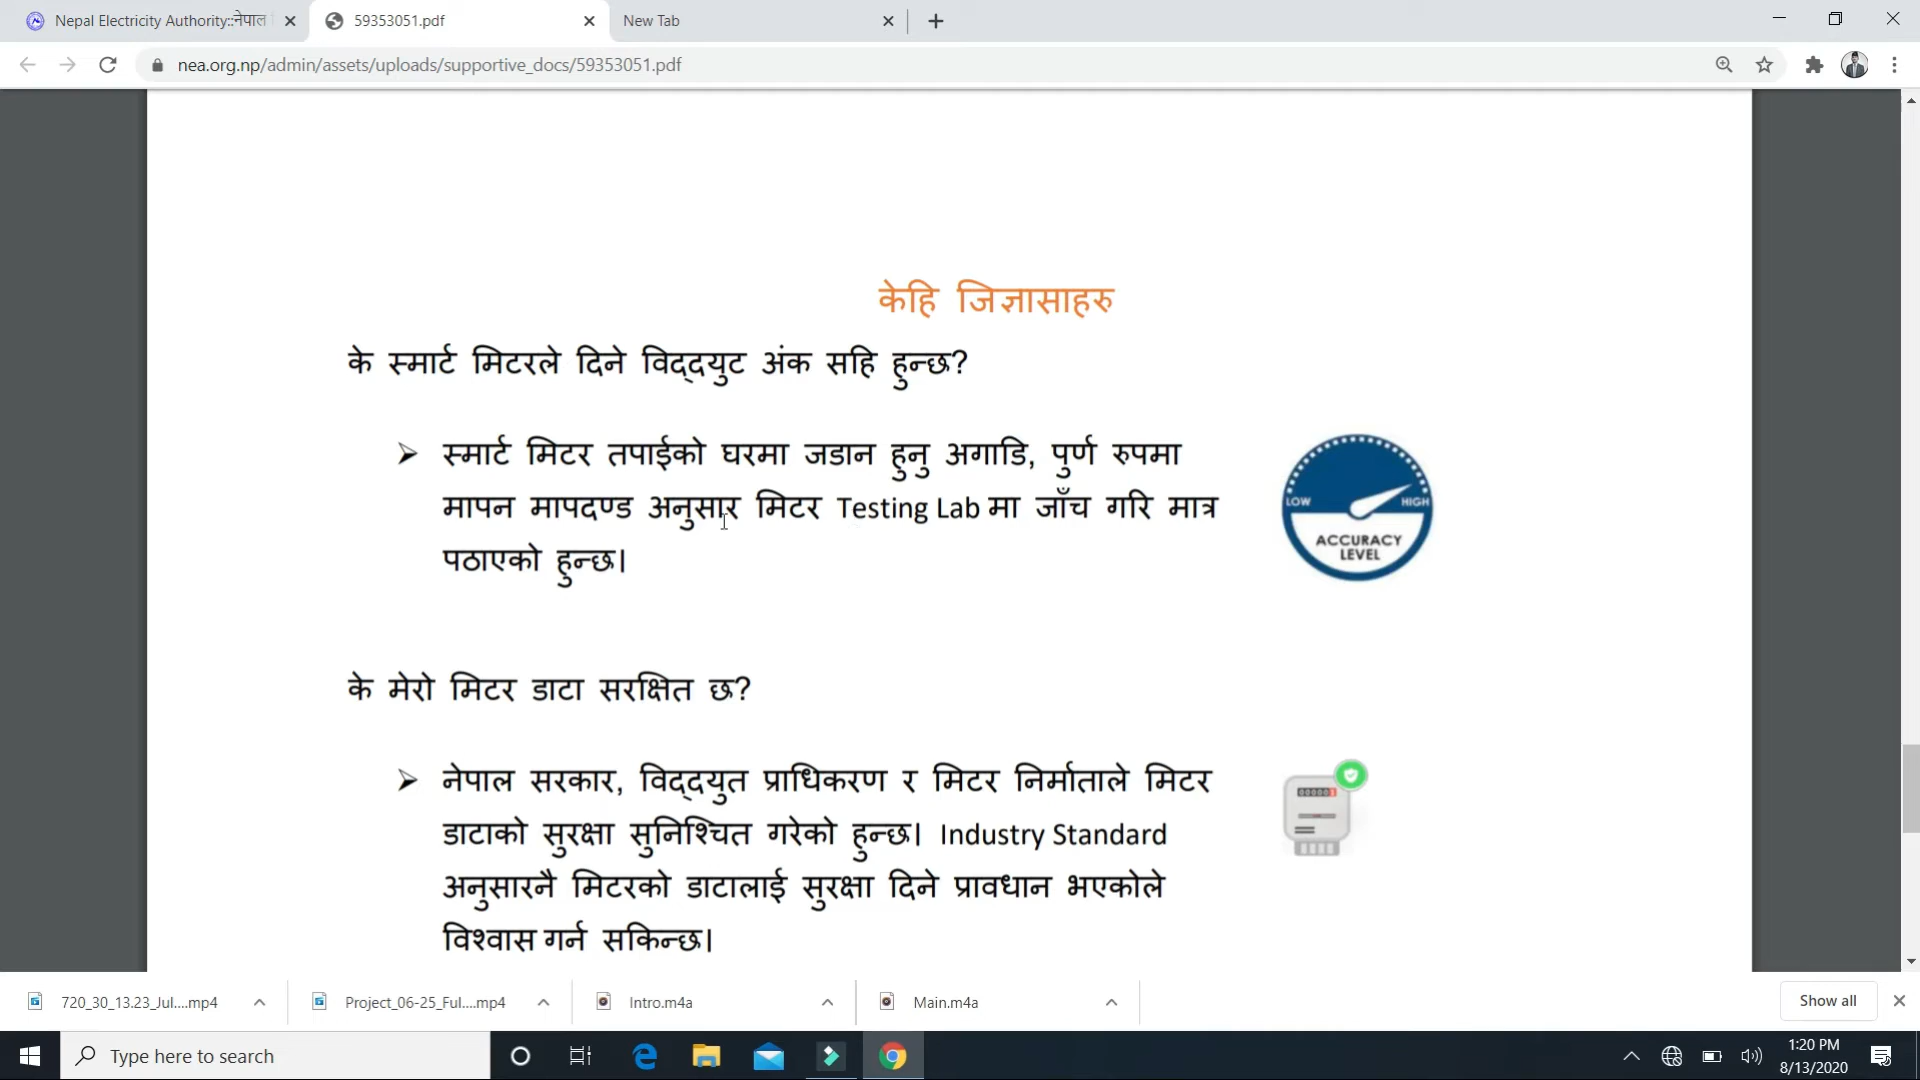 Nepal Electricity Authority::नेपाल
59353051.pdf
New Tab
nea.org.np/admin/assets/uploads/supportive_docs/59353051.pdf
केहि जिज्ञासाहरु
के स्मार्ट मिटरले दिने विद्दयुट अंक सहि हुन्छ?
स्मार्ट मिटर तपाईको घरमा जडान हुनु अगाडि, पुर्ण रुपमा
मापन मापदण्ड अनुसार मिटर Testing Lab मा जाँच गरि मात्र
पठाएको हुन्छ।
LOW HIGH
ACCURACY
LEVEL
के मेरो मिटर डाटा सरक्षित छ?
नेपाल सरकार, विद्दयुत प्राधिकरण र मिटर निर्माताले मिटर
डाटाको सुरक्षा सुनिश्चित गरेको हुन्छ। Industry Standard
अनुसारनै मिटरको डाटालाई सुरक्षा दिने प्रावधान भएकोले
विश्वास गर्न सकिन्छ।
720_30_13.23_Jul....mp4
Project_06-25_Ful....mp4
Intro.m4a
Main.m4a
Show all
Type here to search
1:20 PM
8/13/2020